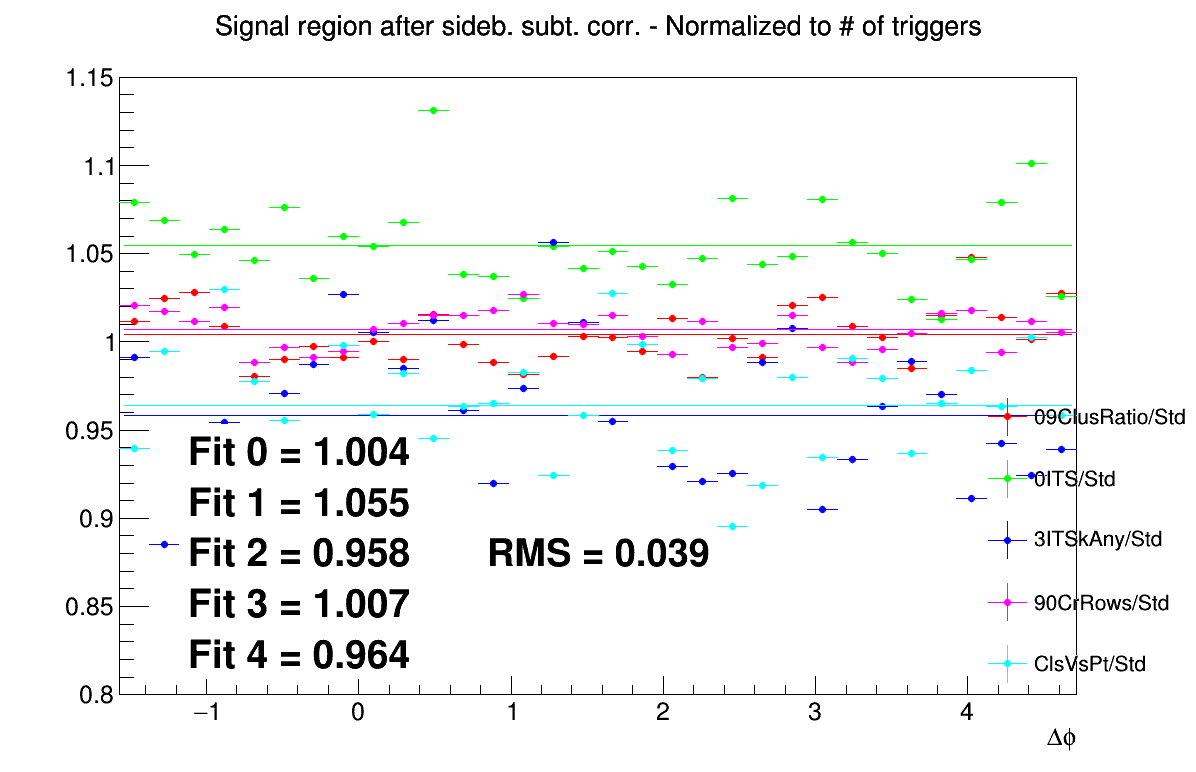 Signal region after sideb. subt. corr. - Normalized to # of triggers
1.15
1.1
1.05
1
0.95
0.9
0.85
0.8
Fit 0 = 1.004
Fit 1 = 1.055
Fit 2 = 0.958
RMS = 0.039
Fit 3 = 1.007
Fit 4 = 0.964
09ClusRatio/Std
0ITS/Std
3ITSkAny/Std
90CrRows/Std
ClsVsPt/Std
−1 0 1 2 3 4
Δϕ